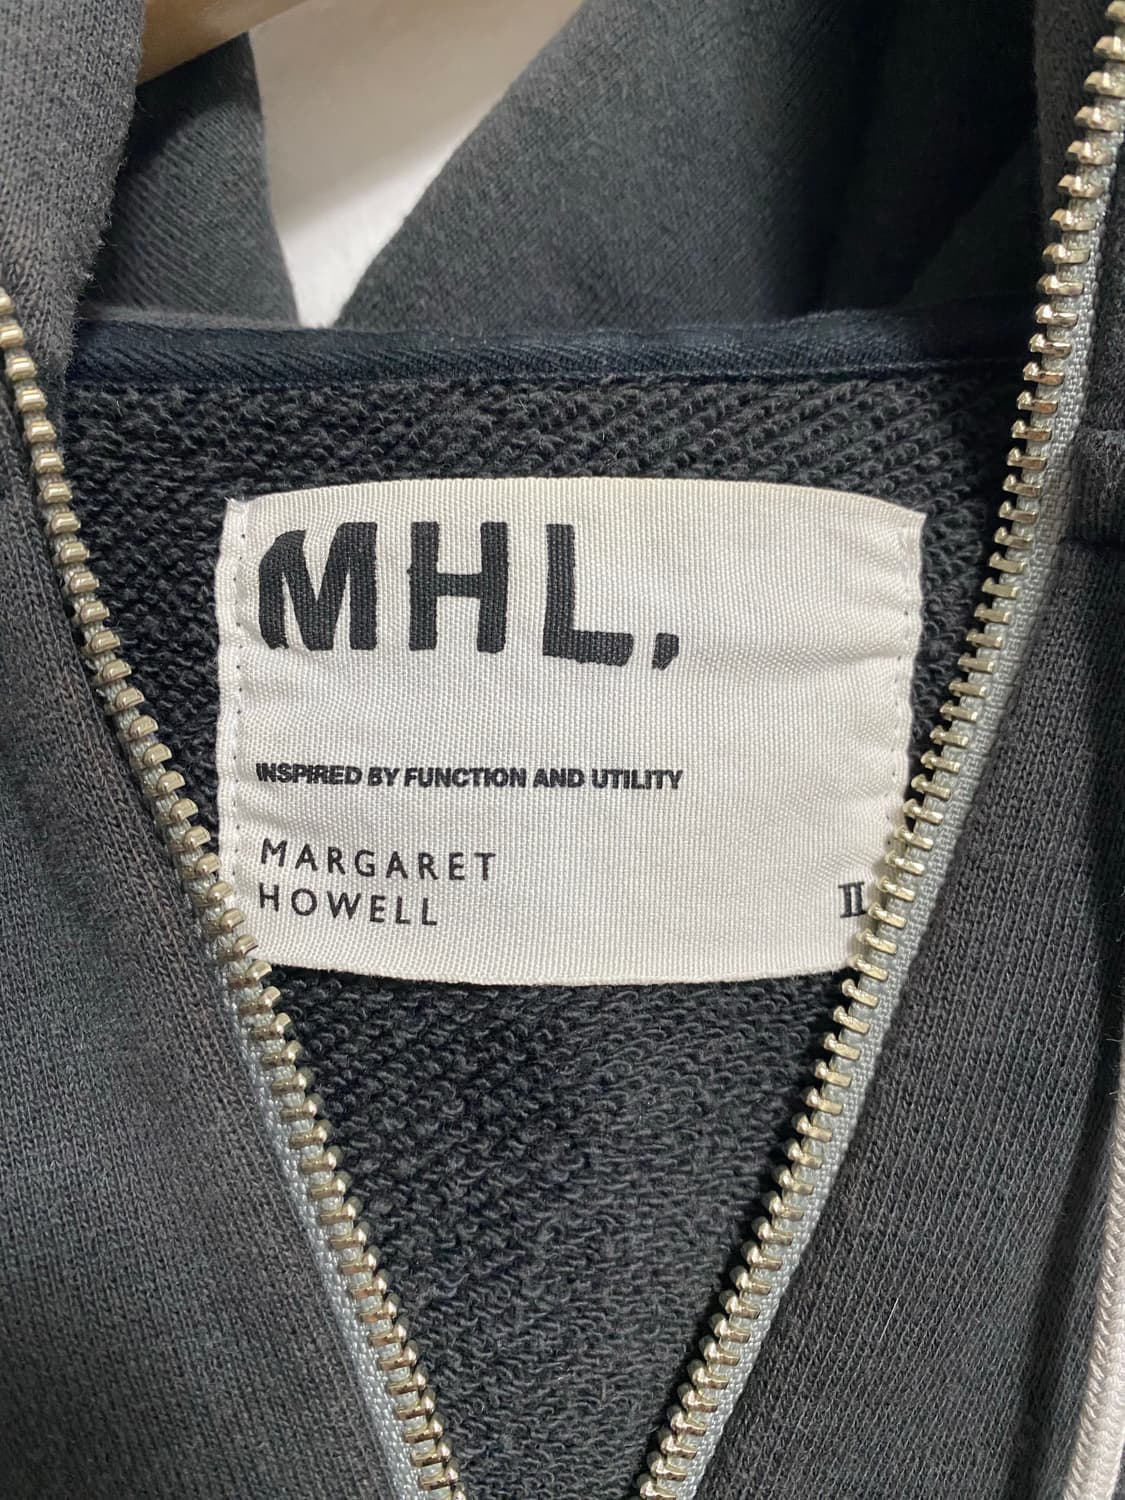 MHL.
INSPIRED BY FUNCTION AND UTILITY
MARGARET
HOWELL
II